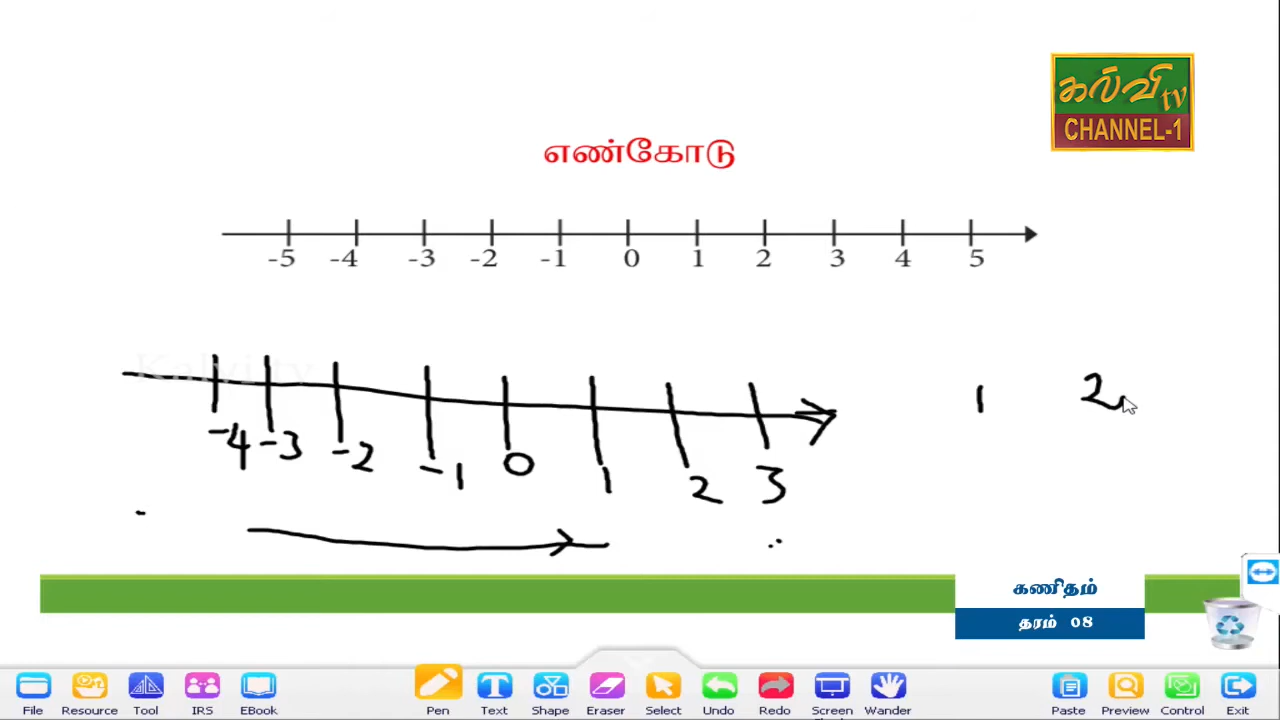 கல்வி tv
CHANNEL-1
எண்கோடு
-5 -4 -3 -2 -1 0 1 2 3 4 5
Kalvi tv
1 2
-4 -3 -2 -1 0 1 2 3
கணிதம்
தரம் 08
File Resource Tool IRS EBook Pen Text Shape Eraser Select Undo Redo Screen Wander Paste Preview Control Exit